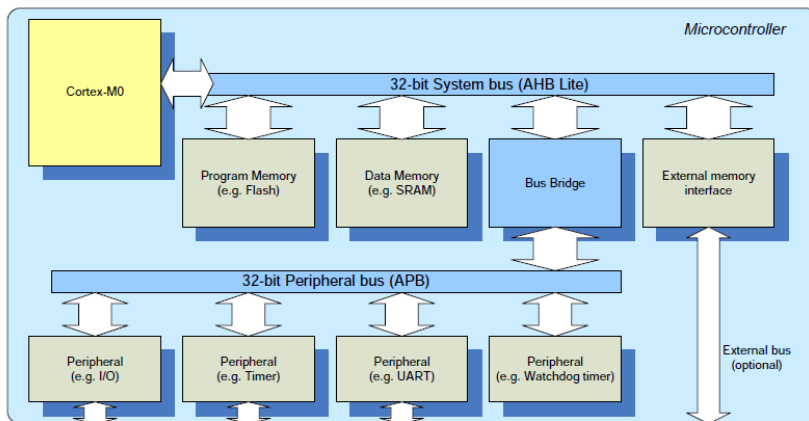 Microcontroller
Cortex-M0
32-bit System bus (AHB Lite)
Program Memory
(e.g. Flash)
Data Memory
(e.g. SRAM)
Bus Bridge
External memory
interface
32-bit Peripheral bus (APB)
Peripheral
(e.g. I/O)
Peripheral
(e.g. Timer)
Peripheral
(e.g. UART)
Peripheral
(e.g. Watchdog timer)
External bus
(optional)